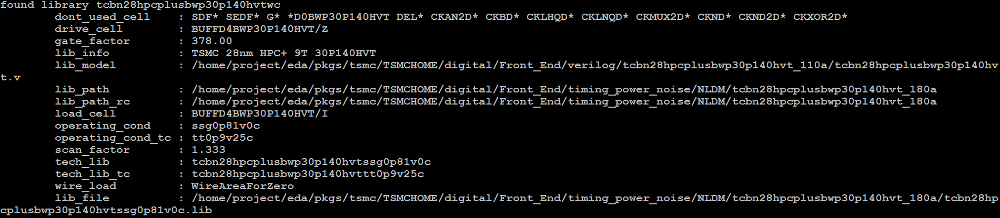 found library tcbn28hpcplusbwp30p140hvtwc
dont_used_cell : SDF* SEDF* G* *D0BWP30P140HVT DEL* CKAN2D* CKBD* CKLHQD* CKLNQD* CKMUX2D* CKND* CKND2D* CKXOR2D*
drive_cell : BUFFD4BWP30P140HVT/Z
gate_factor : 378.00
lib_info : TSMC 28nm HPC+ 9T 30P140HVT
lib_model : /home/project/eda/pkgs/tsmc/TSMCHOME/digital/Front_End/verilog/tcbn28hpcplusbwp30p140hvt_110a/tcbn28hpcplusbwp30p140hv
t.v
lib_path : /home/project/eda/pkgs/tsmc/TSMCHOME/digital/Front_End/timing_power_noise/NLDM/tcbn28hpcplusbwp30p140hvt_180a
lib_path_rc : /home/project/eda/pkgs/tsmc/TSMCHOME/digital/Front_End/timing_power_noise/NLDM/tcbn28hpcplusbwp30p140hvt_180a
load_cell : BUFFD4BWP30P140HVT/I
operating_cond : ssg0p81v0c
operating_cond_tc : tt0p9v25c
scan_factor : 1.333
tech_lib : tcbn28hpcplusbwp30p140hvtssg0p81v0c
tech_lib_tc : tcbn28hpcplusbwp30p140hvttt0p9v25c
wire_load : WireAreaForZero
lib_file : /home/project/eda/pkgs/tsmc/TSMCHOME/digital/Front_End/timing_power_noise/NLDM/tcbn28hpcplusbwp30p140hvt_180a/tcbn28hp
cplusbwp30p140hvtssg0p81v0c.lib